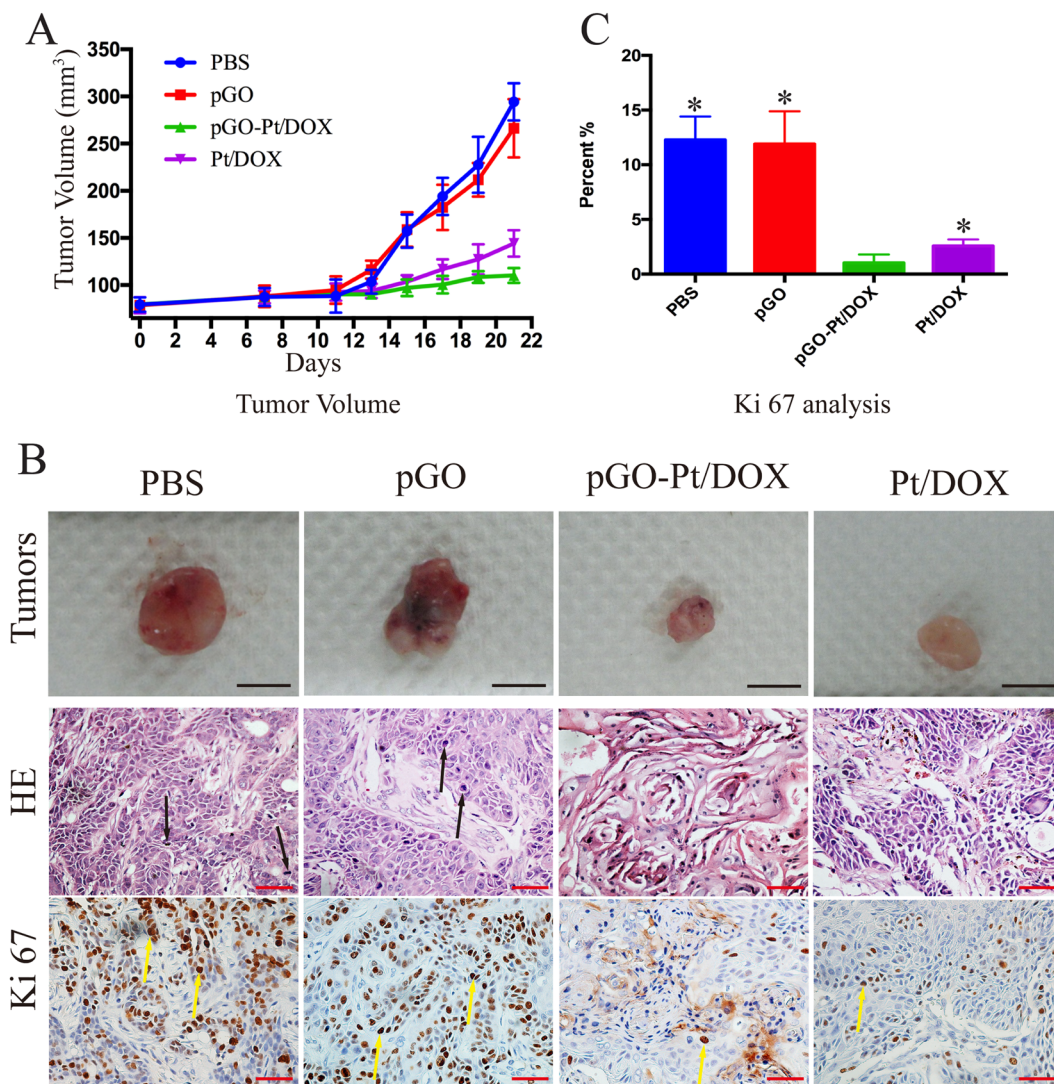 A
Tumor Volume (mm³)
350
300
250
200
150
100
PBS
pGO
pGO-Pt/DOX
Pt/DOX
0 2 4 6 8 10 12 14 16 18 20 22
Days
Tumor Volume
C
Percent %
20
15
10
5
0
*
*
*
PBS
pGO
pGO-Pt/DOX
Pt/DOX
Ki 67 analysis
B
PBS pGO pGO-Pt/DOX Pt/DOX
Tumors
HE
Ki 67